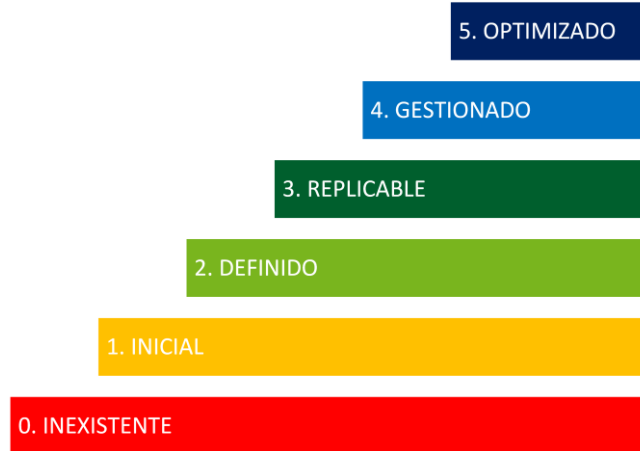 5. OPTIMIZADO
4. GESTIONADO
3. REPLICABLE
2. DEFINIDO
1. INICIAL
0. INEXISTENTE